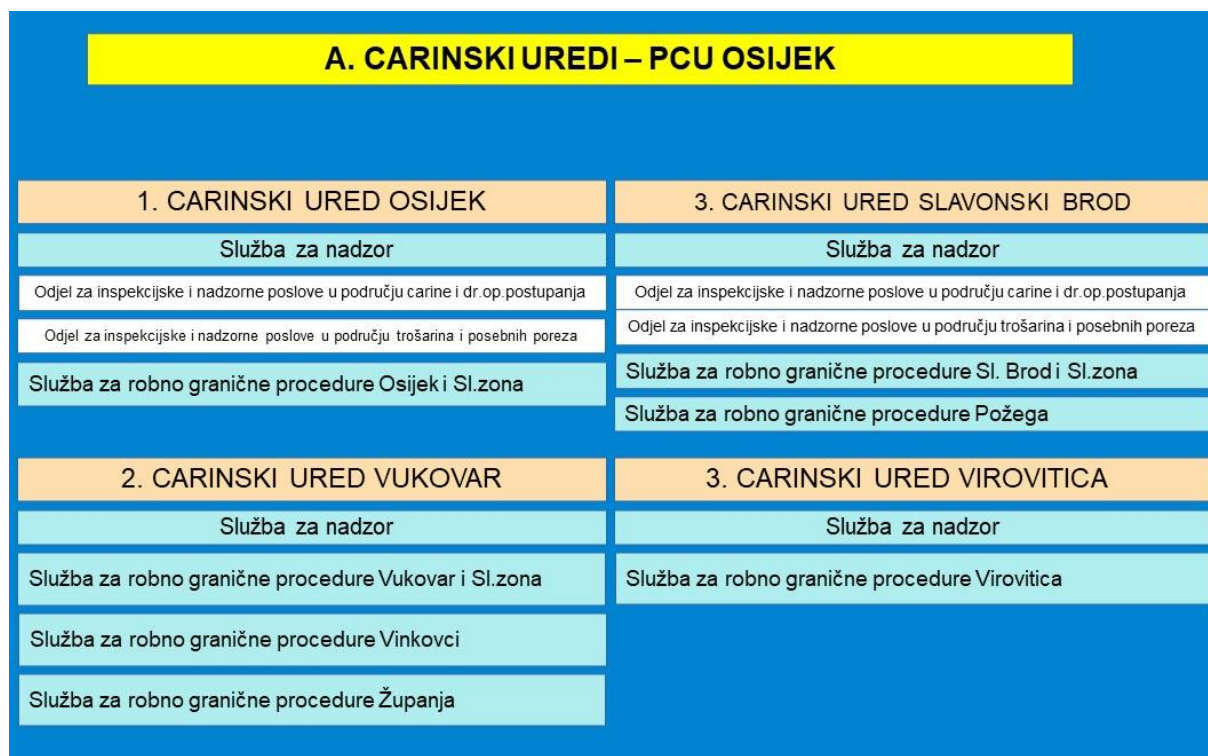 A. CARINSKI UREDI – PCU OSIJEK
1. CARINSKI URED OSIJEK
Služba za nadzor
Odjel za inspekcijske i nadzorne poslove u području carine i dr.op.postupanja
Odjel za inspekcijske i nadzorne poslove u području trošarina i posebnih poreza
Služba za robno granične procedure Osijek i Sl.zona
2. CARINSKI URED VUKOVAR
Služba za nadzor
Služba za robno granične procedure Vukovar i Sl.zona
Služba za robno granične procedure Vinkovci
Služba za robno granične procedure Županja
3. CARINSKI URED SLAVONSKI BROD
Služba za nadzor
Odjel za inspekcijske i nadzorne poslove u području carine i dr.op.postupanja
Odjel za inspekcijske i nadzorne poslove u području trošarina i posebnih poreza
Služba za robno granične procedure Sl. Brod i Sl.zona
Služba za robno granične procedure Požega
3. CARINSKI URED VIROVITICA
Služba za nadzor
Služba za robno granične procedure Virovitica